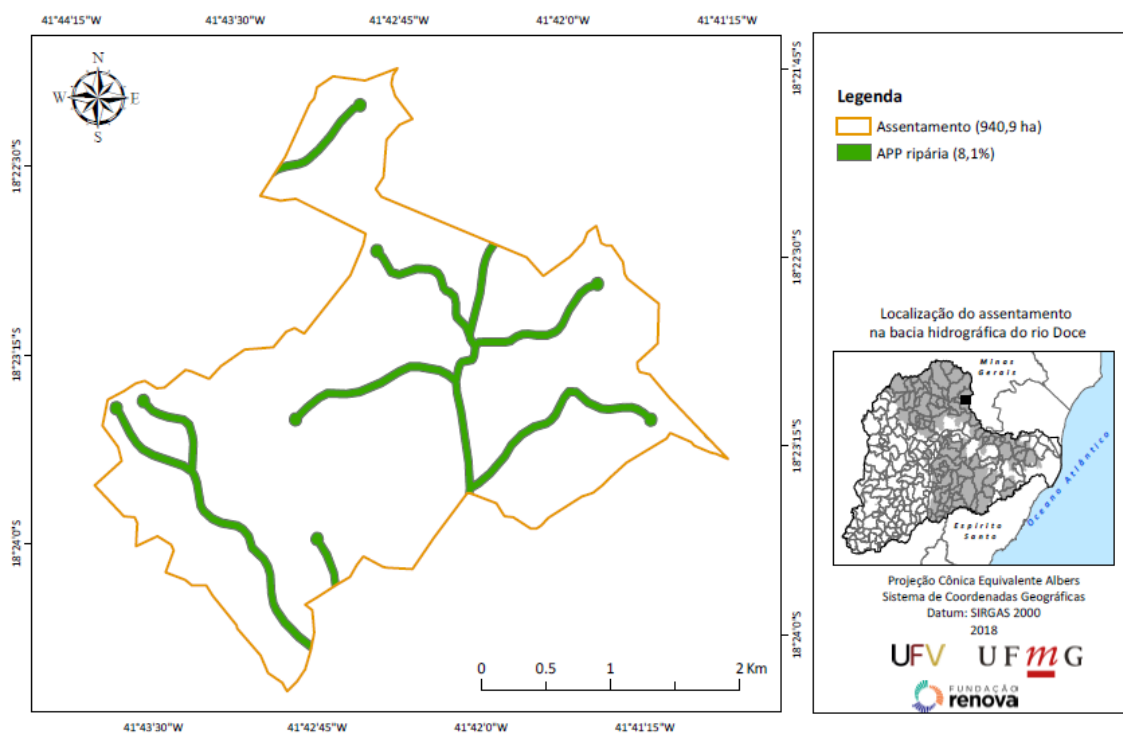 41°44'15"W 41°43'30"W 41°42'45"W 41°42'0"W 41°41'15"W
N
W E
S
18°22'30"S
18°23'15"S
18°24'0"S
18°21'45"S
18°22'30"S
18°23'15"S
18°24'0"S
0 0.5 1 2 Km
41°43'30"W 41°42'45"W 41°42'0"W 41°41'15"W
Legenda
Assentamento (940,9 ha)
APP ripária (8,1%)
Localização do assentamento
na bacia hidrográfica do rio Doce
Minas
Gerais
Oceano Atlântico
Espírito
Santo
Projeção Cônica Equivalente Albers
Sistema de Coordenadas Geográficas
Datum: SIRGAS 2000
2018
UFV UFmG
FUNDAÇÃO
renova